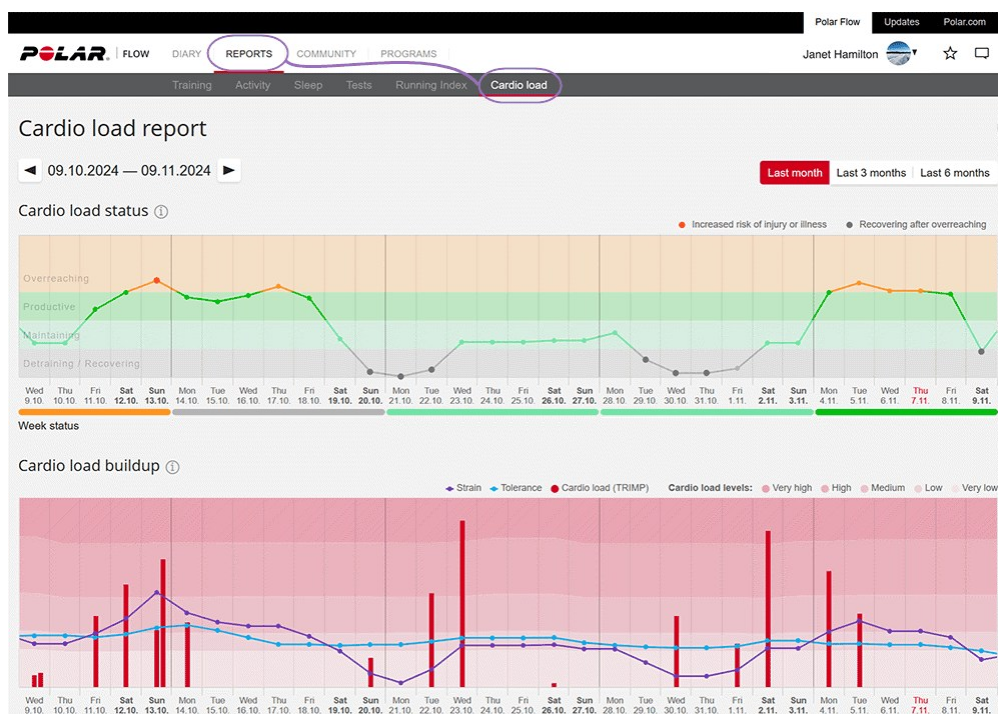 Polar Flow Updates Polar.com
POLAR. FLOW DIARY REPORTS COMMUNITY PROGRAMS Janet Hamilton
Training Activity Sleep Tests Running Index Cardio load
Cardio load report
09.10.2024 — 09.11.2024
Last month Last 3 months Last 6 months
Cardio load status
Increased risk of injury or illness Recovering after overreaching
Overreaching
Productive
Maintaining
Detraining / Recovering
Wed Thu Fri Sat Sun Mon Tue Wed Thu Fri Sat Sun Mon Tue Wed Thu Fri Sat Sun Mon Tue Wed Thu Fri Sat Sun Mon Tue Wed Thu Fri Sat
9.10. 10.10. 11.10. 12.10. 13.10. 14.10. 15.10. 16.10. 17.10. 18.10. 19.10. 20.10. 21.10. 22.10. 23.10. 24.10. 25.10. 26.10. 27.10. 28.10. 29.10. 30.10. 31.10. 1.11. 2.11. 3.11. 4.11. 5.11. 6.11. 7.11. 8.11. 9.11.
Week status
Cardio load buildup
Strain Tolerance Cardio load (TRIMP) Cardio load levels: Very high High Medium Low Very low
Wed Thu Fri Sat Sun Mon Tue Wed Thu Fri Sat Sun Mon Tue Wed Thu Fri Sat Sun Mon Tue Wed Thu Fri Sat Sun Mon Tue Wed Thu Fri Sat
9.10. 10.10. 11.10. 12.10. 13.10. 14.10. 15.10. 16.10. 17.10. 18.10. 19.10. 20.10. 21.10. 22.10. 23.10. 24.10. 25.10. 26.10. 27.10. 28.10. 29.10. 30.10. 31.10. 1.11. 2.11. 3.11. 4.11. 5.11. 6.11. 7.11. 8.11. 9.11.